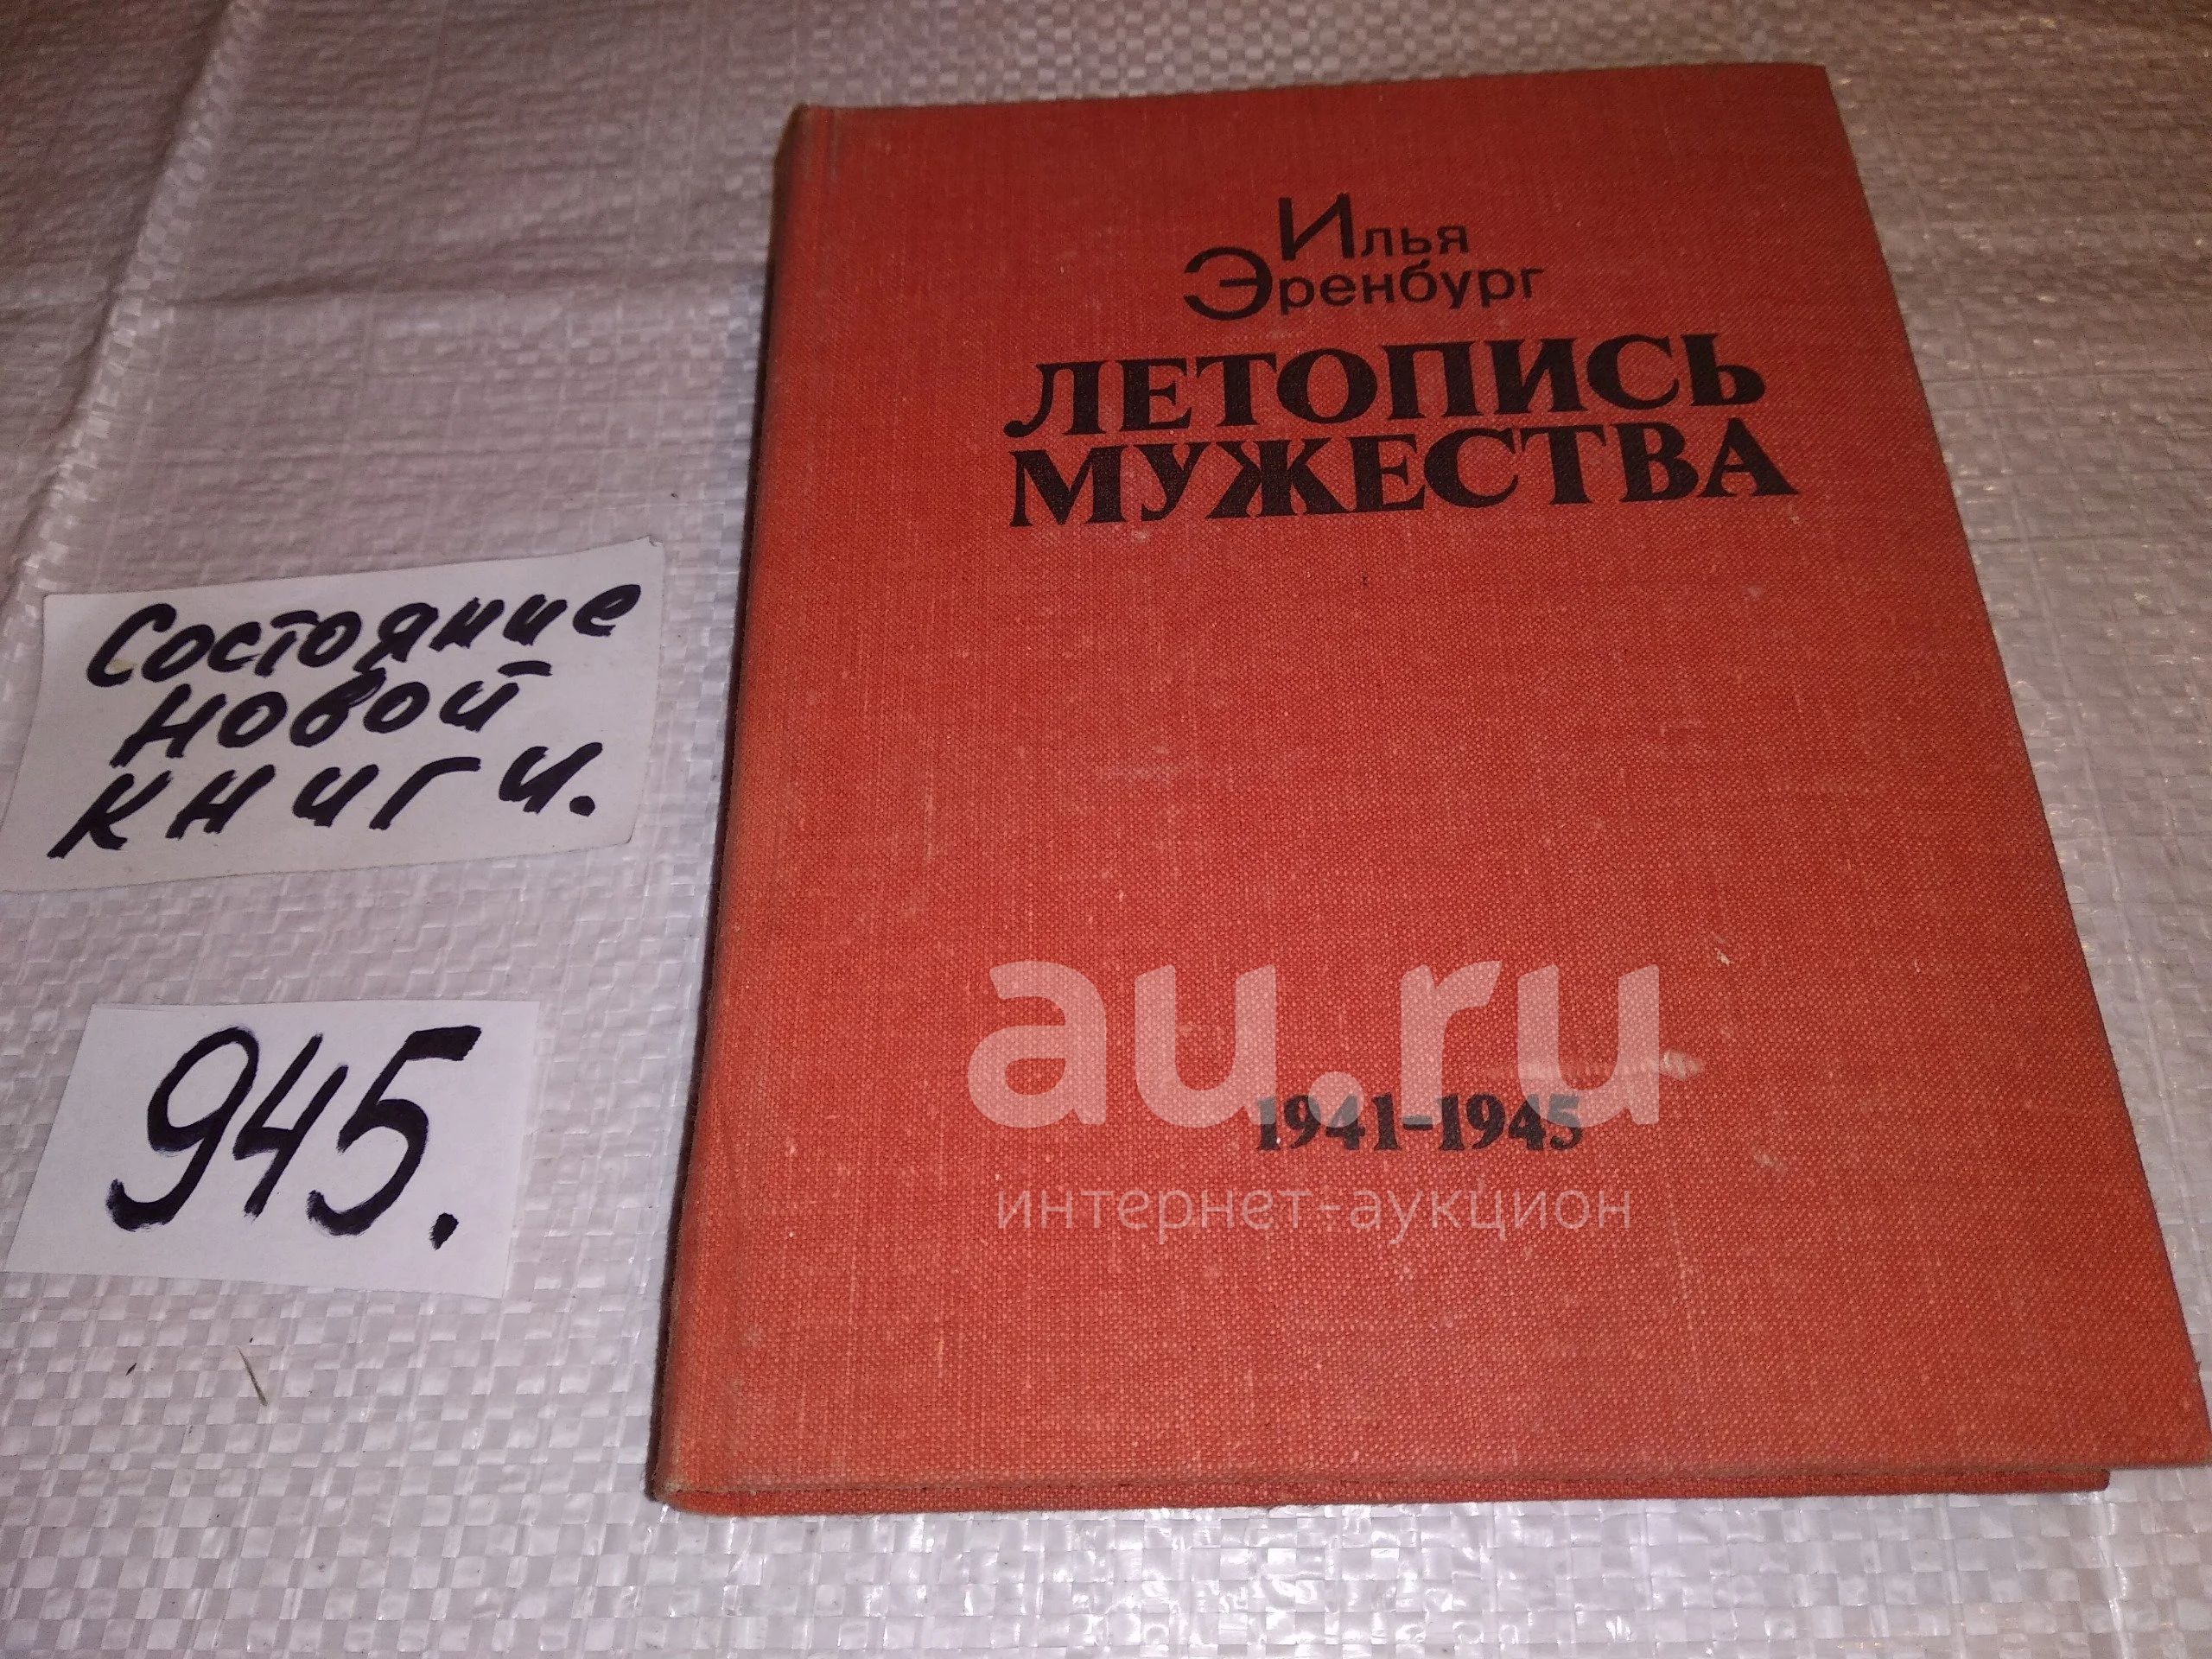 Илья
Эренбург
ЛЕТОПИСЬ
МУЖЕСТВА
Состояние
новой
книги.
945.
au.ru
1941-1945
интернет-аукцион